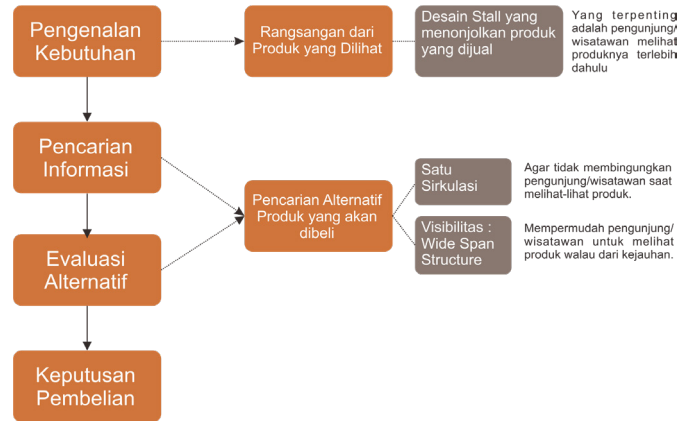 Pengenalan
Kebutuhan
Rangsangan dari
Produk yang Dilihat
Desain Stall yang
menonjolkan produk
yang dijual
Yang terpenting
adalah pengunjung/
wisatawan melihat
produknya terlebih
dahulu
Pencarian
Informasi
Pencarian Alternatif
Produk yang akan
dibeli
Satu
Sirkulasi
Agar tidak membingungkan
pengunjung/wisatawan saat
melihat-lihat produk.
Visibilitas :
Wide Span
Structure
Mempermudah pengunjung/
wisatawan untuk melihat
produk walau dari kejauhan.
Evaluasi
Alternatif
Keputusan
Pembelian